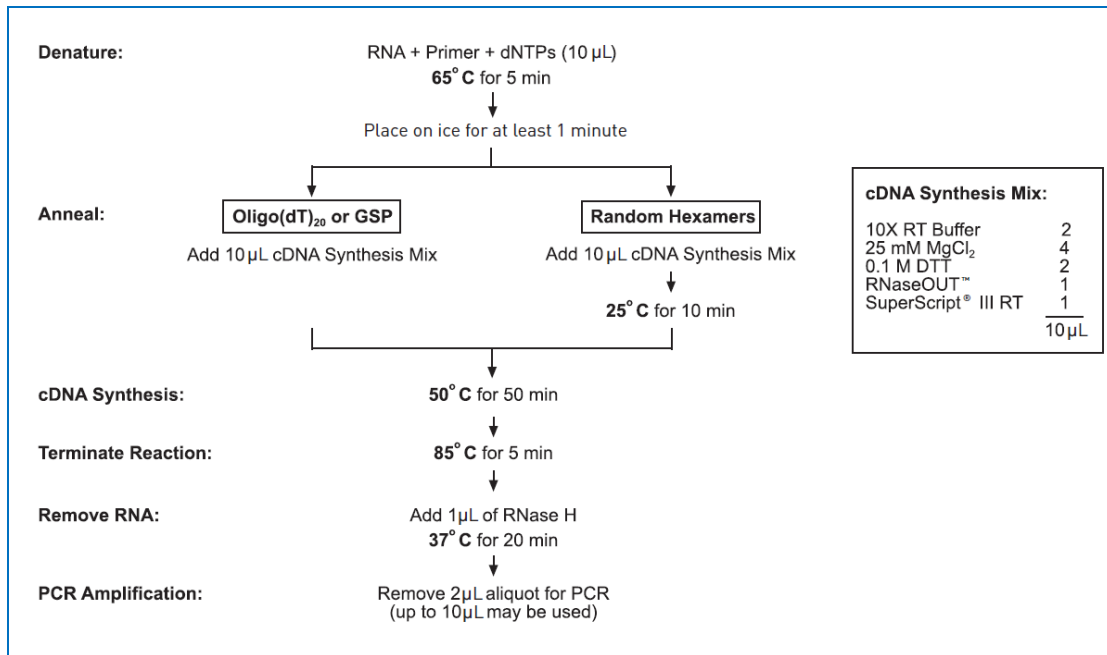 Denature:
RNA + Primer + dNTPs (10 µL)
65°C for 5 min
Place on ice for at least 1 minute
Anneal:
Oligo(dT)₂₀ or GSP
Random Hexamers
Add 10 µL cDNA Synthesis Mix
Add 10 µL cDNA Synthesis Mix
25°C for 10 min
cDNA Synthesis Mix:
10X RT Buffer 2
25 mM MgCl₂ 4
0.1 M DTT 2
RNaseOUT™ 1
SuperScript® III RT 1
10 µL
cDNA Synthesis:
50°C for 50 min
Terminate Reaction:
85°C for 5 min
Remove RNA:
Add 1µL of RNase H
37°C for 20 min
PCR Amplification:
Remove 2µL aliquot for PCR
(up to 10µL may be used)